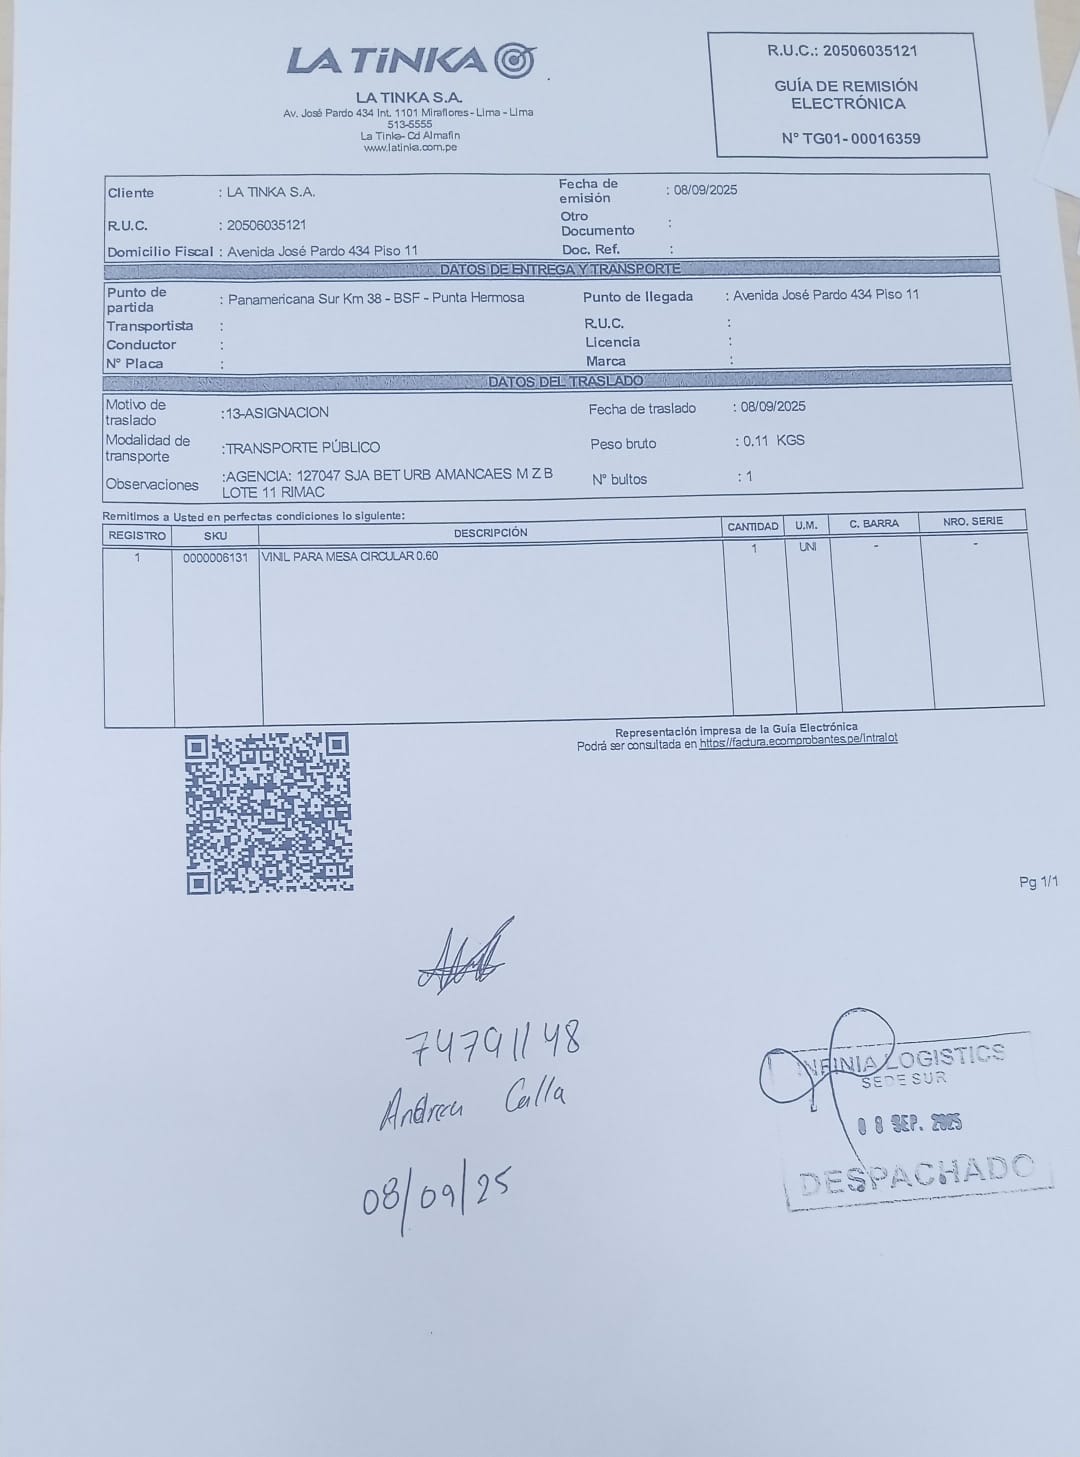 LA TiNKA
LA TINKA S.A.
Av. José Pardo 434 Int. 1101 Miraflores - Lima - Lima
513-5555
La Tinka- Cd Almafin
www.latinka.com.pe
R.U.C.: 20506035121
GUÍA DE REMISIÓN
ELECTRÓNICA
N° TG01- 00016359
Cliente : LA TINKA S.A.
Fecha de emisión : 08/09/2025
R.U.C. : 20506035121
Otro Documento :
Domicilio Fiscal : Avenida José Pardo 434 Piso 11
Doc. Ref. :
DATOS DE ENTREGA Y TRANSPORTE
Punto de partida : Panamericana Sur Km 38 - BSF - Punta Hermosa
Punto de llegada : Avenida José Pardo 434 Piso 11
Transportista :
R.U.C. :
Conductor :
Licencia :
N° Placa :
Marca :
DATOS DEL TRASLADO
Motivo de traslado :13-ASIGNACION
Fecha de traslado : 08/09/2025
Modalidad de transporte :TRANSPORTE PÚBLICO
Peso bruto : 0.11 KGS
Observaciones :AGENCIA: 127047 SJA BET URB AMANCAES M Z B
LOTE 11 RIMAC
N° bultos : 1
Remitimos a Usted en perfectas condiciones lo siguiente:
REGISTRO SKU DESCRIPCIÓN CANTIDAD U.M. C. BARRA NRO. SERIE
1 0000006131 VINIL PARA MESA CIRCULAR 0.60 1 UNI - -
Representación impresa de la Guía Electrónica
Podrá ser consultada en https://factura.ecomprobantes.pe/Intralot
Pg 1/1
74791148
Andrea Calla
08/09/25
INFINIA LOGISTICS
SEDE SUR
08 SEP. 2025
DESPACHADO